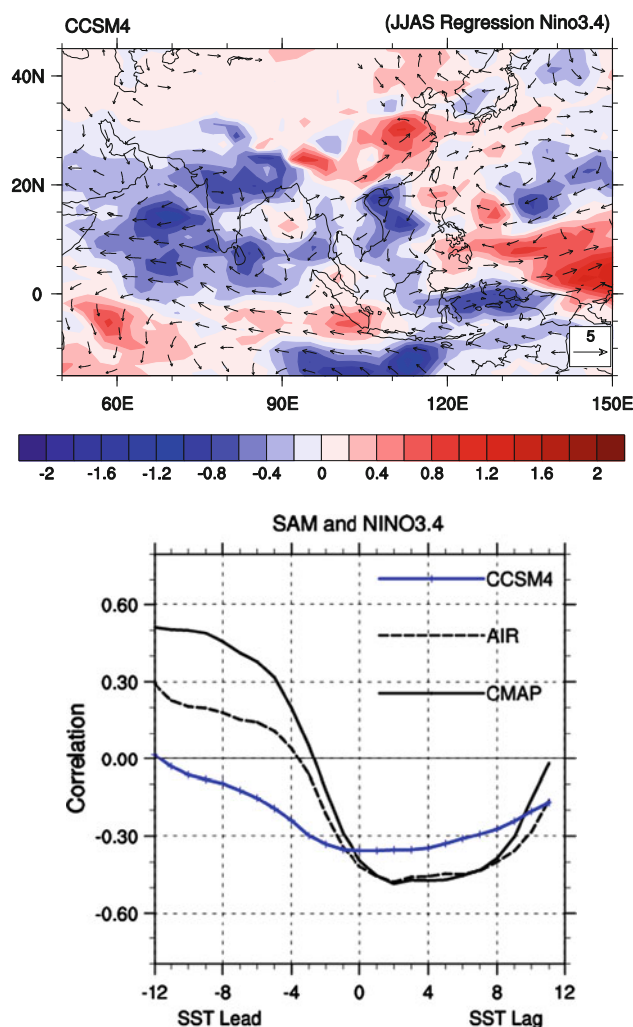 CCSM4 (JJAS Regression Nino3.4)
40N
20N
0
5
60E 90E 120E 150E
-2 -1.6 -1.2 -0.8 -0.4 0 0.4 0.8 1.2 1.6 2
SAM and NINO3.4
CCSM4
0.60
AIR
0.30
CMAP
0.00
Correlation
-0.30
-0.60
-12 -8 -4 0 4 8 12
SST Lead SST Lag